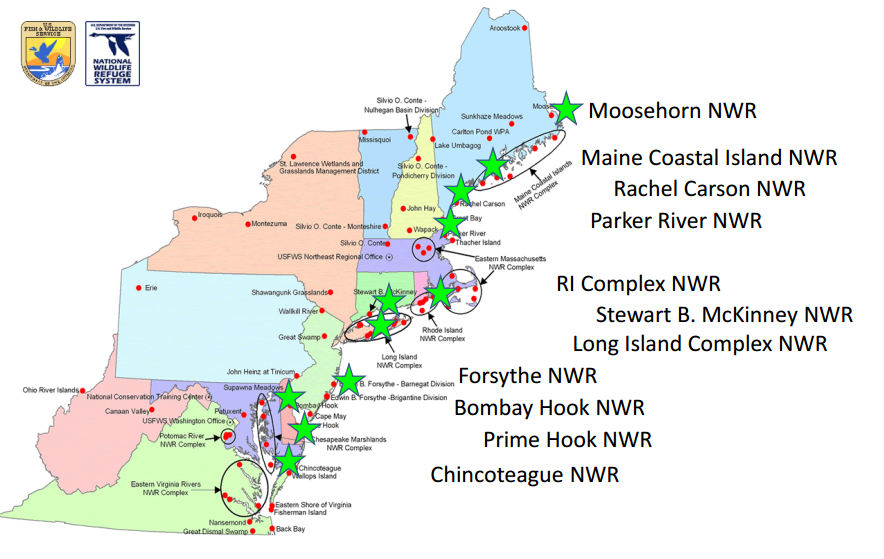 U.S.
FISH & WILDLIFE
SERVICE
DEPARTMENT OF THE INTERIOR
NATIONAL
WILDLIFE
REFUGE
SYSTEM
Aroostook
Silvio O. Conte -
Nulhegan Basin Division
Sunkhaze Meadows
Moose
Moosehorn NWR
Carlton Pond WPA
Missisquoi
Lake Umbagog
St. Lawrence Wetlands and
Grasslands Management District
Silvio O. Conte -
Pondicherry Division
Maine Coastal Islands
NWR Complex
Maine Coastal Island NWR
Rachel Carson NWR
Rachel Carson
Iroquois
Montezuma
John Hay
Parker River NWR
Silvio O. Conte - Monteshire
Wapack
Great Bay
Parker River
Thacher Island
Silvio O. Conte
USFWS Northeast Regional Office
Eastern Massachusetts
NWR Complex
Erie
Shawangunk Grasslands
Stewart B. McKinney
RI Complex NWR
Wallkill River
Stewart B. McKinney NWR
Rhode Island
NWR Complex
Great Swamp
Long Island Complex NWR
Long Island
NWR Complex
John Heinz at Tinicum
Forsythe NWR
Ohio River Islands
National Conservation Training Center
Supawna Meadows
B. Forsythe - Barnegat Division
Edwin B. Forsythe -Brigantine Division
Canaan Valley
Patuxent
Bombay Hook
Bombay Hook NWR
Cape May
USFWS Washington Office
Hook
Potomac River
NWR Complex
Chesapeake Marshlands
NWR Complex
Prime Hook NWR
Chincoteague
Wallops Island
Chincoteague NWR
Eastern Virginia Rivers
NWR Complex
Eastern Shore of Virginia
Fisherman Island
Nansemond
Great Dismal Swamp
Back Bay